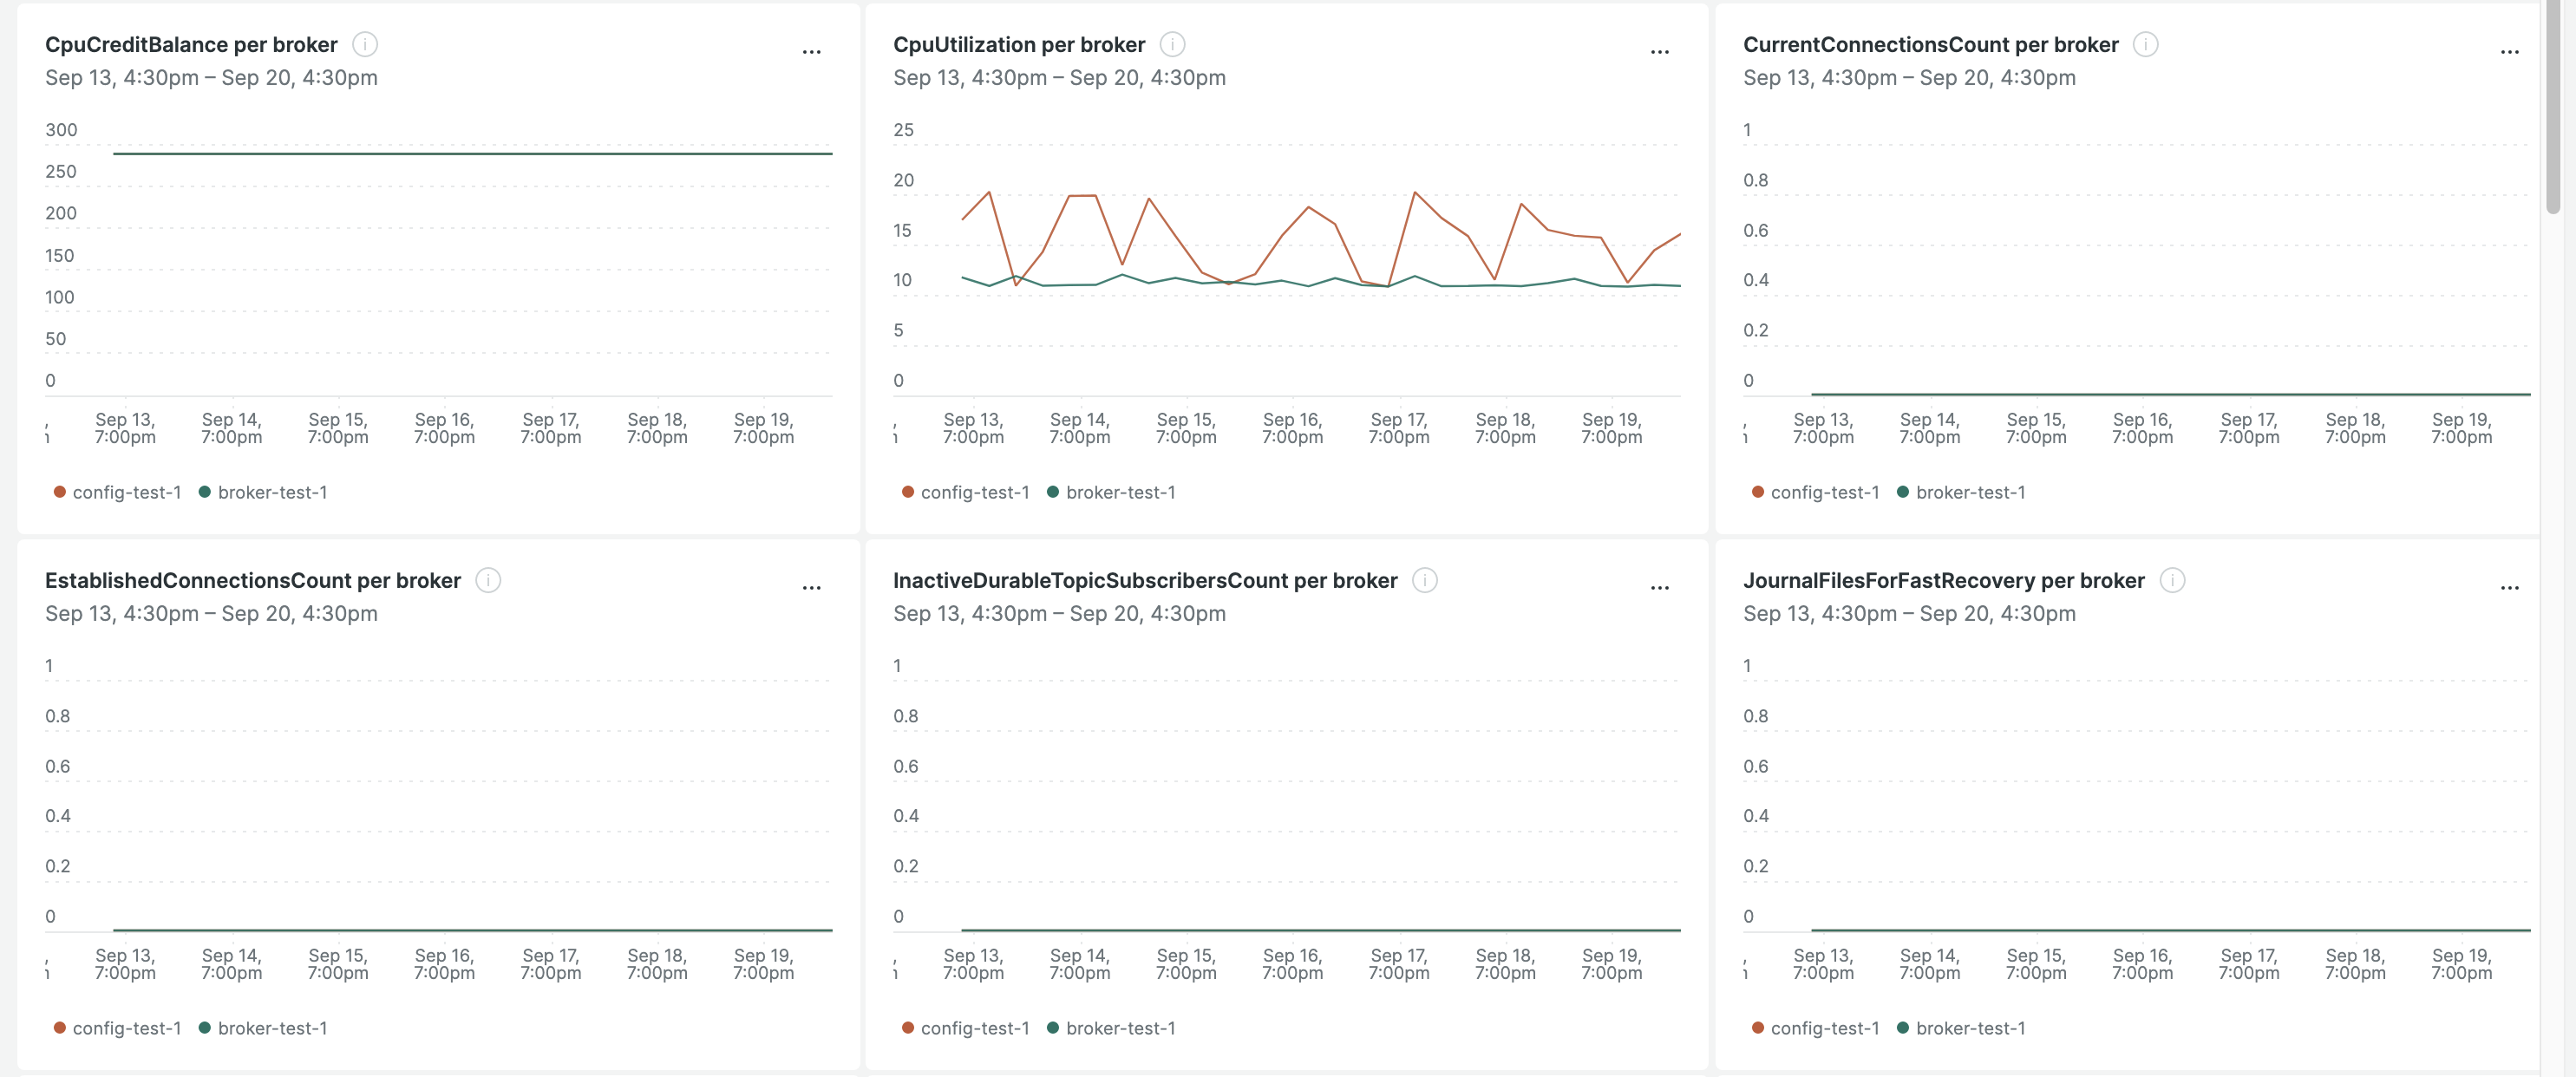 CpuCreditBalance per broker
Sep 13, 4:30pm – Sep 20, 4:30pm
300
250
200
150
100
50
0
Sep 13, 7:00pm
Sep 14, 7:00pm
Sep 15, 7:00pm
Sep 16, 7:00pm
Sep 17, 7:00pm
Sep 18, 7:00pm
Sep 19, 7:00pm
config-test-1 broker-test-1
CpuUtilization per broker
Sep 13, 4:30pm – Sep 20, 4:30pm
25
20
15
10
5
0
Sep 13, 7:00pm
Sep 14, 7:00pm
Sep 15, 7:00pm
Sep 16, 7:00pm
Sep 17, 7:00pm
Sep 18, 7:00pm
Sep 19, 7:00pm
config-test-1 broker-test-1
CurrentConnectionsCount per broker
Sep 13, 4:30pm – Sep 20, 4:30pm
1
0.8
0.6
0.4
0.2
0
Sep 13, 7:00pm
Sep 14, 7:00pm
Sep 15, 7:00pm
Sep 16, 7:00pm
Sep 17, 7:00pm
Sep 18, 7:00pm
Sep 19, 7:00pm
config-test-1 broker-test-1
EstablishedConnectionsCount per broker
Sep 13, 4:30pm – Sep 20, 4:30pm
1
0.8
0.6
0.4
0.2
0
Sep 13, 7:00pm
Sep 14, 7:00pm
Sep 15, 7:00pm
Sep 16, 7:00pm
Sep 17, 7:00pm
Sep 18, 7:00pm
Sep 19, 7:00pm
config-test-1 broker-test-1
InactiveDurableTopicSubscribersCount per broker
Sep 13, 4:30pm – Sep 20, 4:30pm
1
0.8
0.6
0.4
0.2
0
Sep 13, 7:00pm
Sep 14, 7:00pm
Sep 15, 7:00pm
Sep 16, 7:00pm
Sep 17, 7:00pm
Sep 18, 7:00pm
Sep 19, 7:00pm
config-test-1 broker-test-1
JournalFilesForFastRecovery per broker
Sep 13, 4:30pm – Sep 20, 4:30pm
1
0.8
0.6
0.4
0.2
0
Sep 13, 7:00pm
Sep 14, 7:00pm
Sep 15, 7:00pm
Sep 16, 7:00pm
Sep 17, 7:00pm
Sep 18, 7:00pm
Sep 19, 7:00pm
config-test-1 broker-test-1